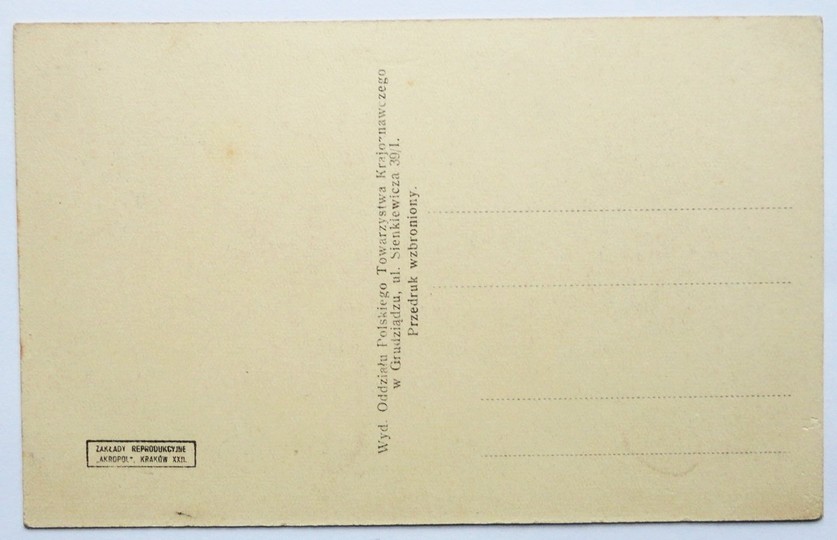 Wyd. Oddziału Polskiego Towarzystwa Krajoznawczego
w Grudziądzu, ul. Sienkiewicza 39/1.
Przedruk wzbroniony.
ZAKŁADY REPRODUKCYJNE
„AKROPOL”, KRAKÓW XXII.